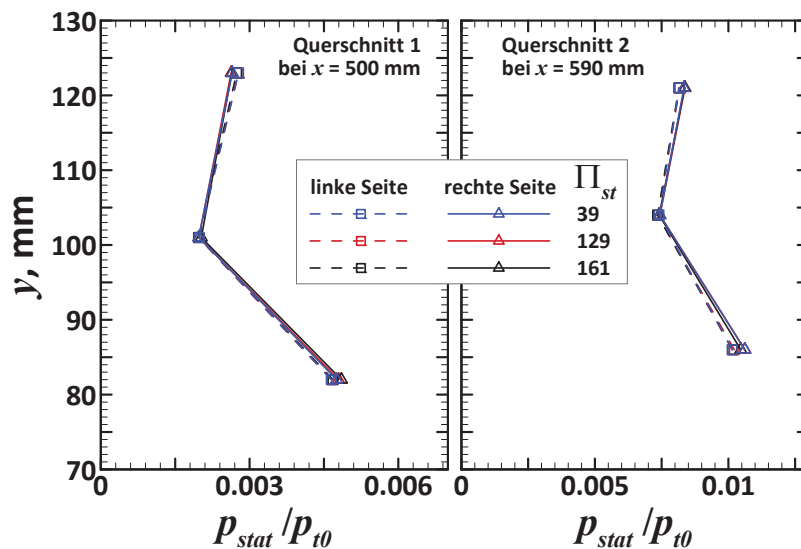 130
120
110
100
90
80
70
y, mm
Querschnitt 1
bei x = 500 mm
Querschnitt 2
bei x = 590 mm
linke Seite rechte Seite Π_st
39
129
161
0 0.003 0.006
0 0.005 0.01
p_stat /p_t0
p_stat /p_t0